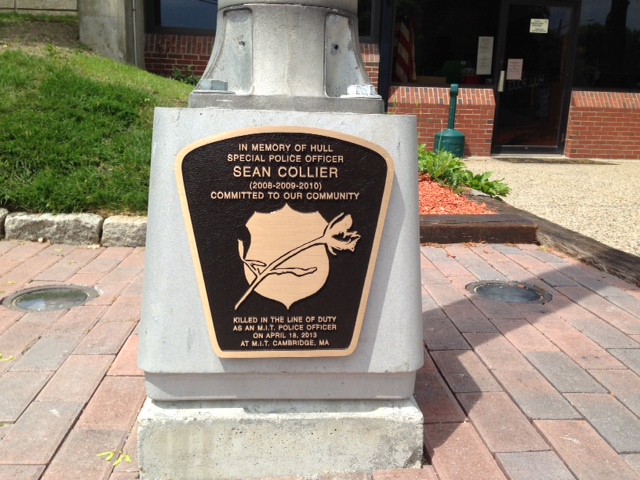 IN MEMORY OF HULL
SPECIAL POLICE OFFICER
SEAN COLLIER
(2008-2009-2010)
COMMITTED TO OUR COMMUNITY
KILLED IN THE LINE OF DUTY
AS AN M.I.T. POLICE OFFICER
ON APRIL 18, 2013
AT M.I.T. CAMBRIDGE, MA